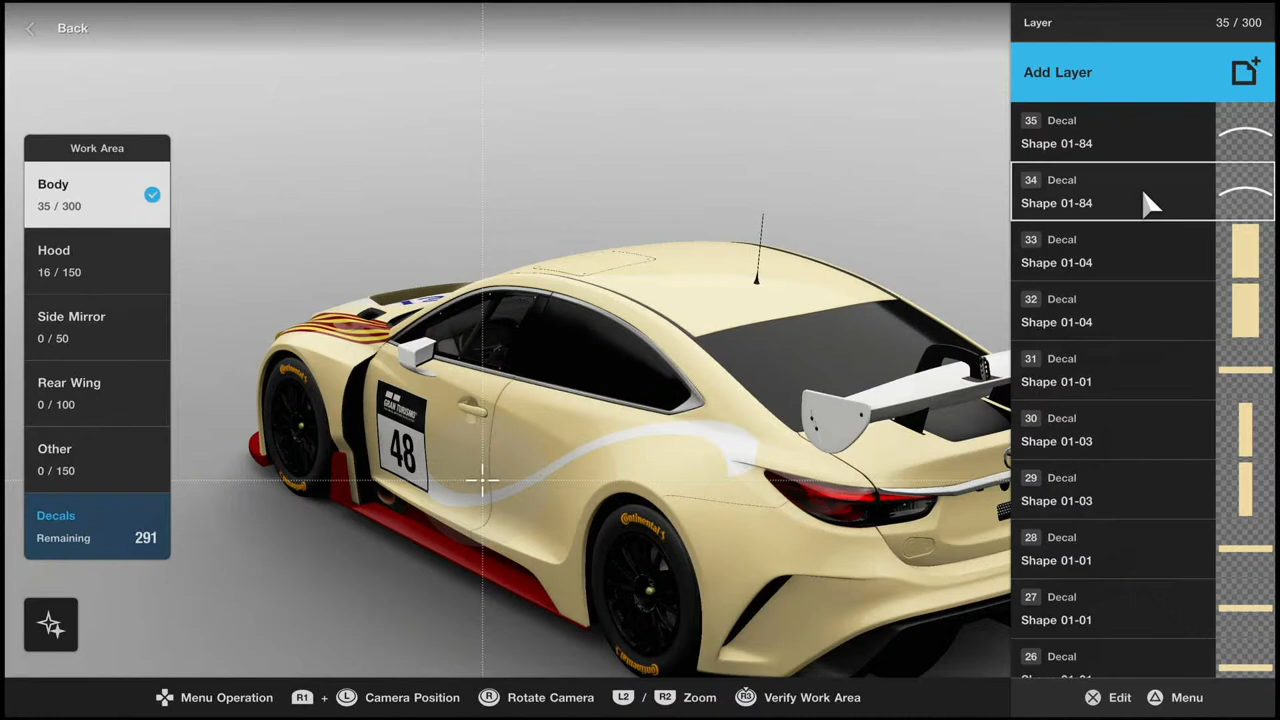 Back
Work Area
Body
35 / 300
Hood
16 / 150
Side Mirror
0 / 50
Rear Wing
0 / 100
Other
0 / 150
Decals
Remaining 291
GRAN TURISMO
48
Continental
Continental
Continental
Continental
Layer 35 / 300
Add Layer
35 Decal
Shape 01-84
34 Decal
Shape 01-84
33 Decal
Shape 01-04
32 Decal
Shape 01-04
31 Decal
Shape 01-01
30 Decal
Shape 01-03
29 Decal
Shape 01-03
28 Decal
Shape 01-01
27 Decal
Shape 01-01
26 Decal
Menu Operation R1 + L Camera Position R Rotate Camera L2 / R2 Zoom R3 Verify Work Area Edit Menu